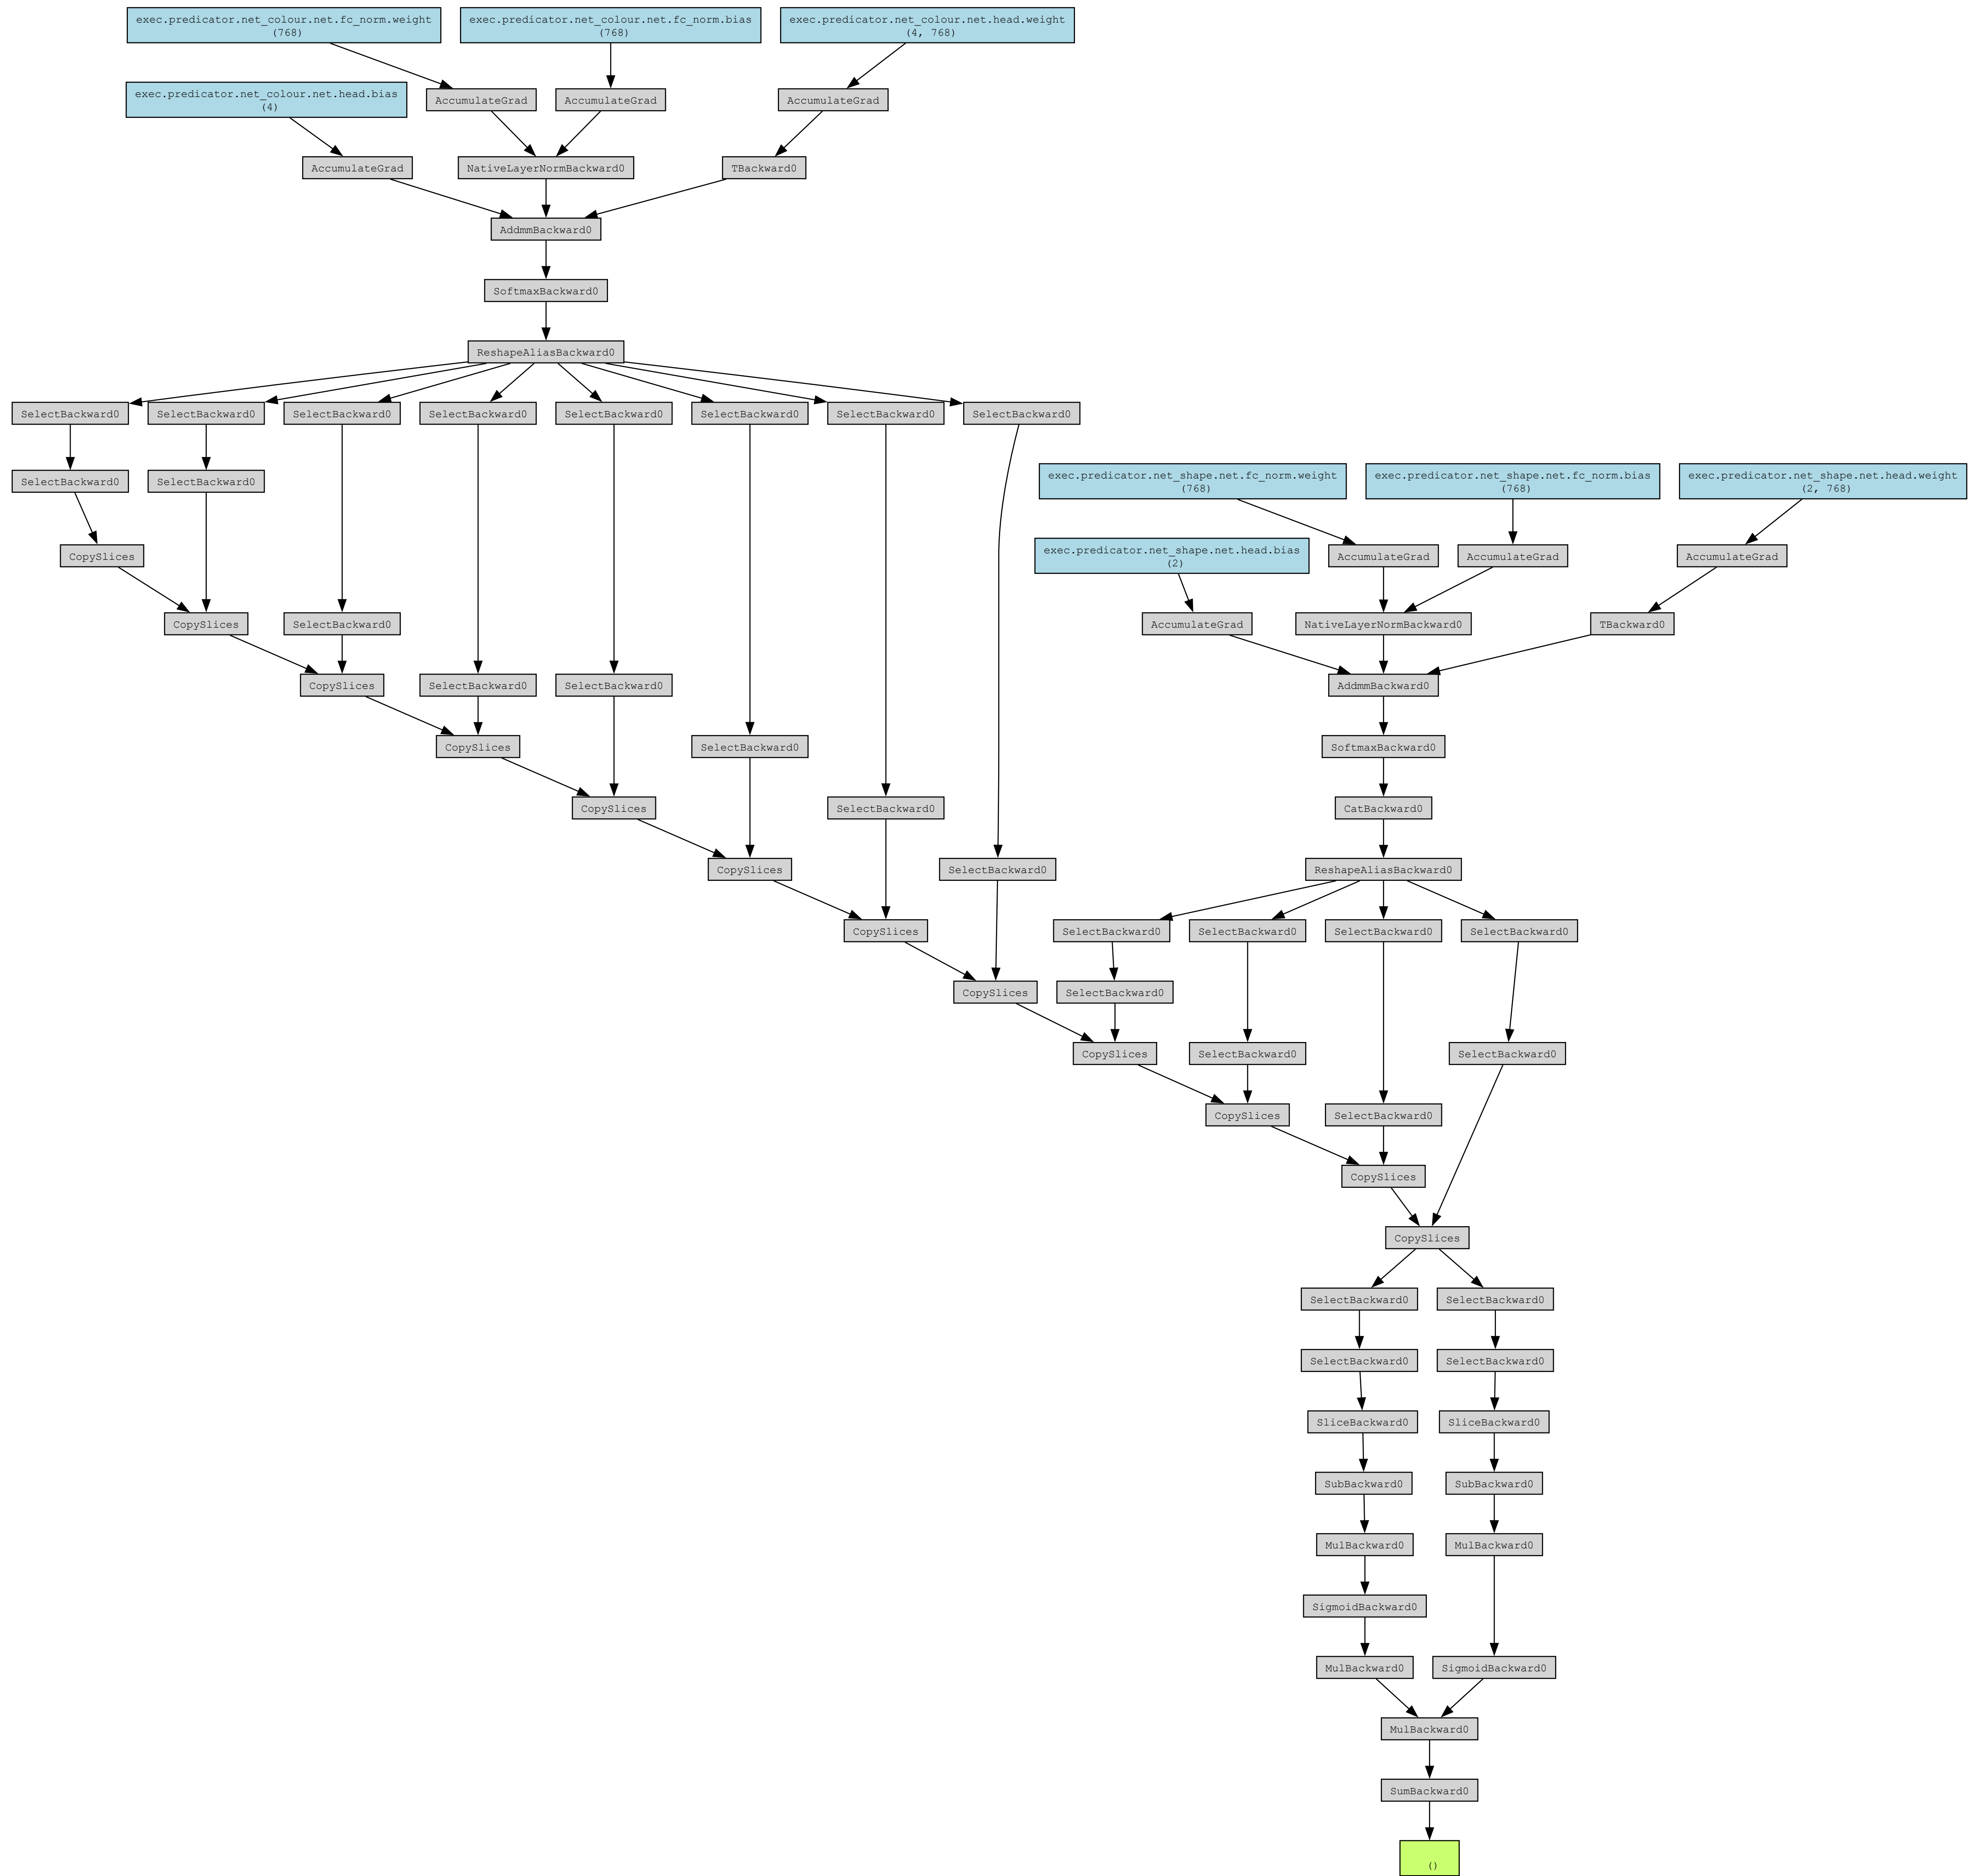 exec.predicator.net_colour.net.fc_norm.weight
(768)
exec.predicator.net_colour.net.fc_norm.bias
(768)
exec.predicator.net_colour.net.head.weight
(4, 768)
exec.predicator.net_colour.net.head.bias
(4)
AccumulateGrad
AccumulateGrad
AccumulateGrad
AccumulateGrad
NativeLayerNormBackward0
TBackward0
AddmmBackward0
SoftmaxBackward0
ReshapeAliasBackward0
SelectBackward0
SelectBackward0
SelectBackward0
SelectBackward0
SelectBackward0
SelectBackward0
SelectBackward0
SelectBackward0
SelectBackward0
SelectBackward0
exec.predicator.net_shape.net.fc_norm.weight
(768)
exec.predicator.net_shape.net.fc_norm.bias
(768)
exec.predicator.net_shape.net.head.weight
(2, 768)
CopySlices
exec.predicator.net_shape.net.head.bias
(2)
AccumulateGrad
AccumulateGrad
AccumulateGrad
CopySlices
SelectBackward0
AccumulateGrad
NativeLayerNormBackward0
TBackward0
CopySlices
SelectBackward0
SelectBackward0
AddmmBackward0
CopySlices
SelectBackward0
SoftmaxBackward0
CopySlices
SelectBackward0
CatBackward0
CopySlices
SelectBackward0
ReshapeAliasBackward0
CopySlices
SelectBackward0
SelectBackward0
SelectBackward0
SelectBackward0
CopySlices
SelectBackward0
CopySlices
SelectBackward0
SelectBackward0
CopySlices
SelectBackward0
CopySlices
CopySlices
SelectBackward0
SelectBackward0
SelectBackward0
SelectBackward0
SliceBackward0
SliceBackward0
SubBackward0
SubBackward0
MulBackward0
MulBackward0
SigmoidBackward0
MulBackward0
SigmoidBackward0
MulBackward0
SumBackward0
()